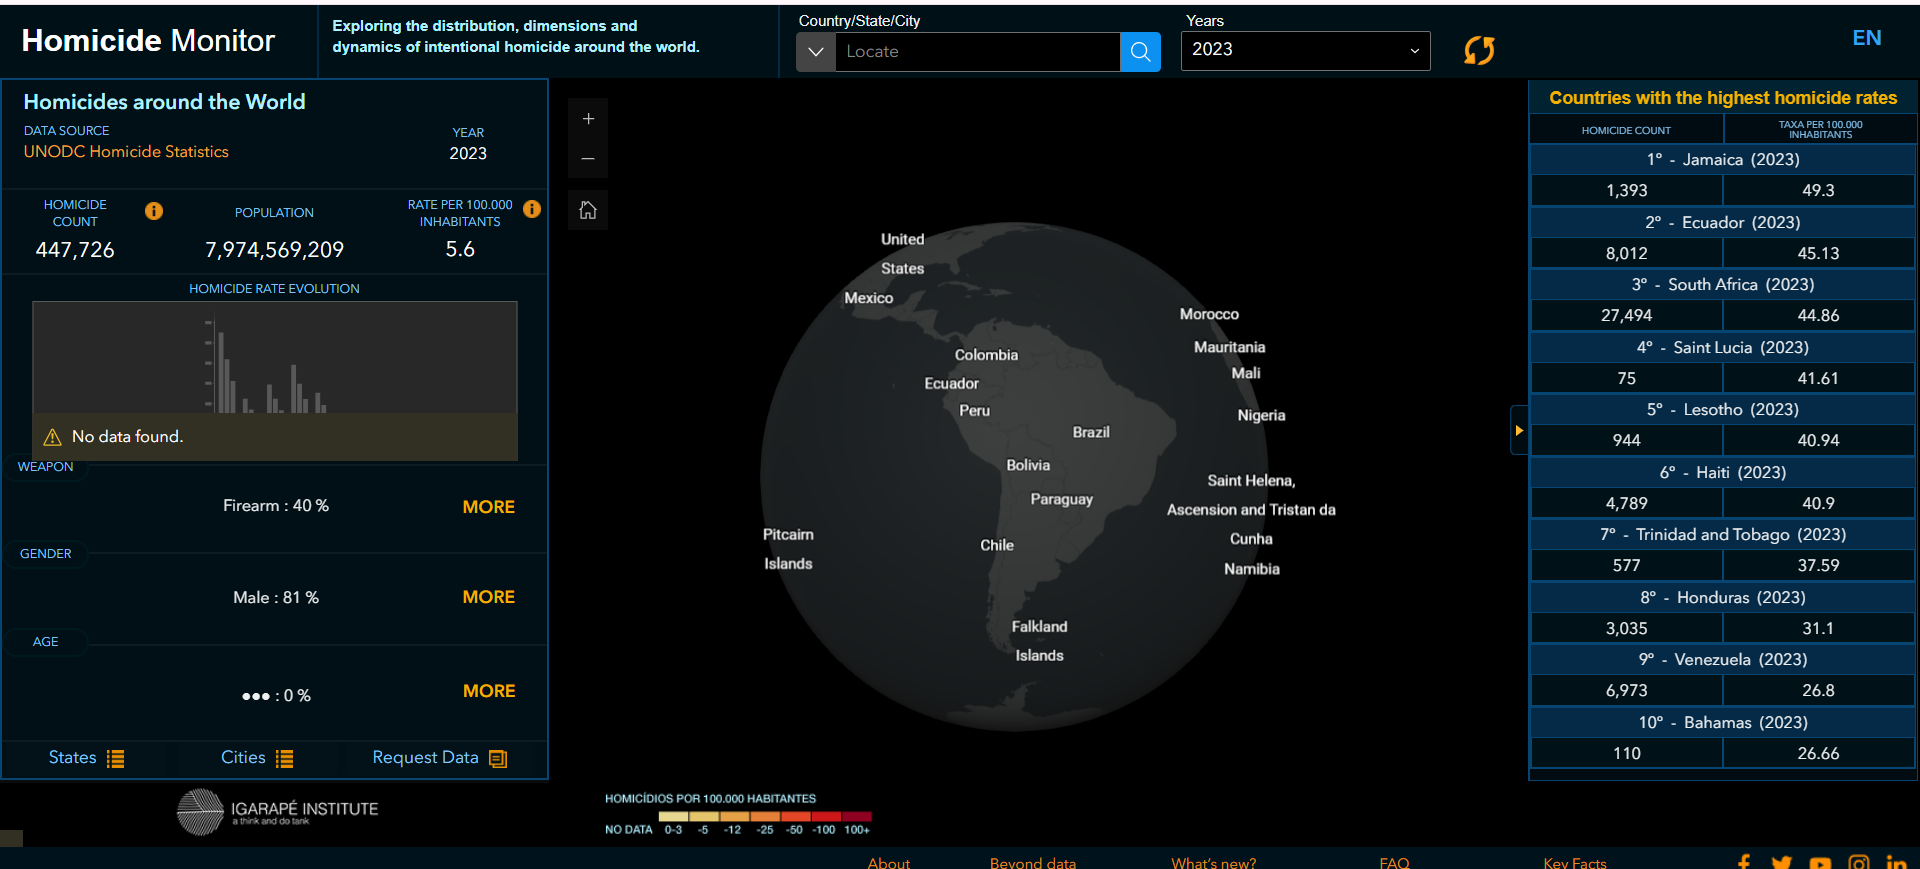 Homicide Monitor
Exploring the distribution, dimensions and
dynamics of intentional homicide around the world.
Country/State/City
Locate
Years
2023
EN
Homicides around the World
DATA SOURCE
UNODC Homicide Statistics
YEAR
2023
HOMICIDE
COUNT
447,726
POPULATION
7,974,569,209
RATE PER 100.000
INHABITANTS
5.6
HOMICIDE RATE EVOLUTION
No data found.
WEAPON
Firearm : 40 %
MORE
GENDER
Male : 81 %
MORE
AGE
••• : 0 %
MORE
States
Cities
Request Data
IGARAPÉ INSTITUTE
a think and do tank
United
States
Mexico
Colombia
Ecuador
Peru
Brazil
Bolivia
Paraguay
Chile
Falkland
Islands
Pitcairn
Islands
Morocco
Mauritania
Mali
Nigeria
Saint Helena,
Ascension and Tristan da
Cunha
Namibia
HOMICÍDIOS POR 100.000 HABITANTES
NO DATA 0-3 -5 -12 -25 -50 -100 100+
Countries with the highest homicide rates
HOMICIDE COUNT
TAXA PER 100.000
INHABITANTS
1º - Jamaica (2023)
1,393 49.3
2º - Ecuador (2023)
8,012 45.13
3º - South Africa (2023)
27,494 44.86
4º - Saint Lucia (2023)
75 41.61
5º - Lesotho (2023)
944 40.94
6º - Haiti (2023)
4,789 40.9
7º - Trinidad and Tobago (2023)
577 37.59
8º - Honduras (2023)
3,035 31.1
9º - Venezuela (2023)
6,973 26.8
10º - Bahamas (2023)
110 26.66
About Beyond data What's new? FAQ Key Facts